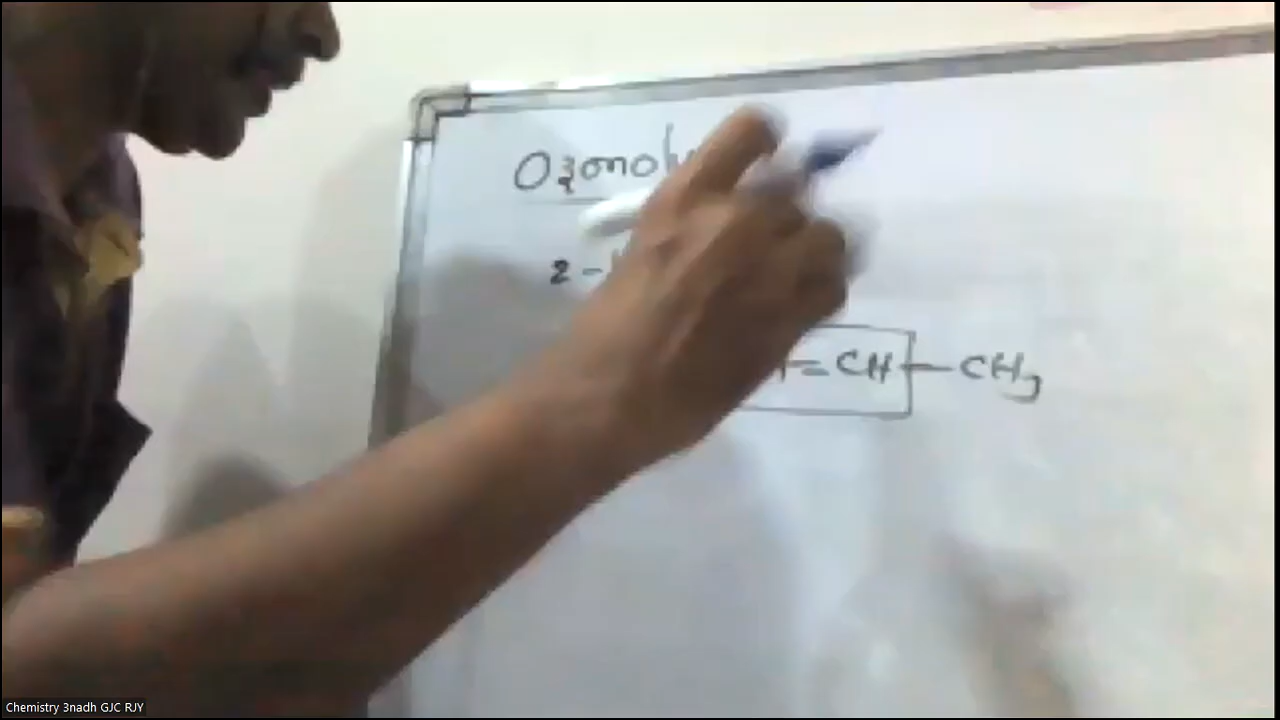 Ozonol
2 -
= CH - CH3
Chemistry 3nadh GJC RJY